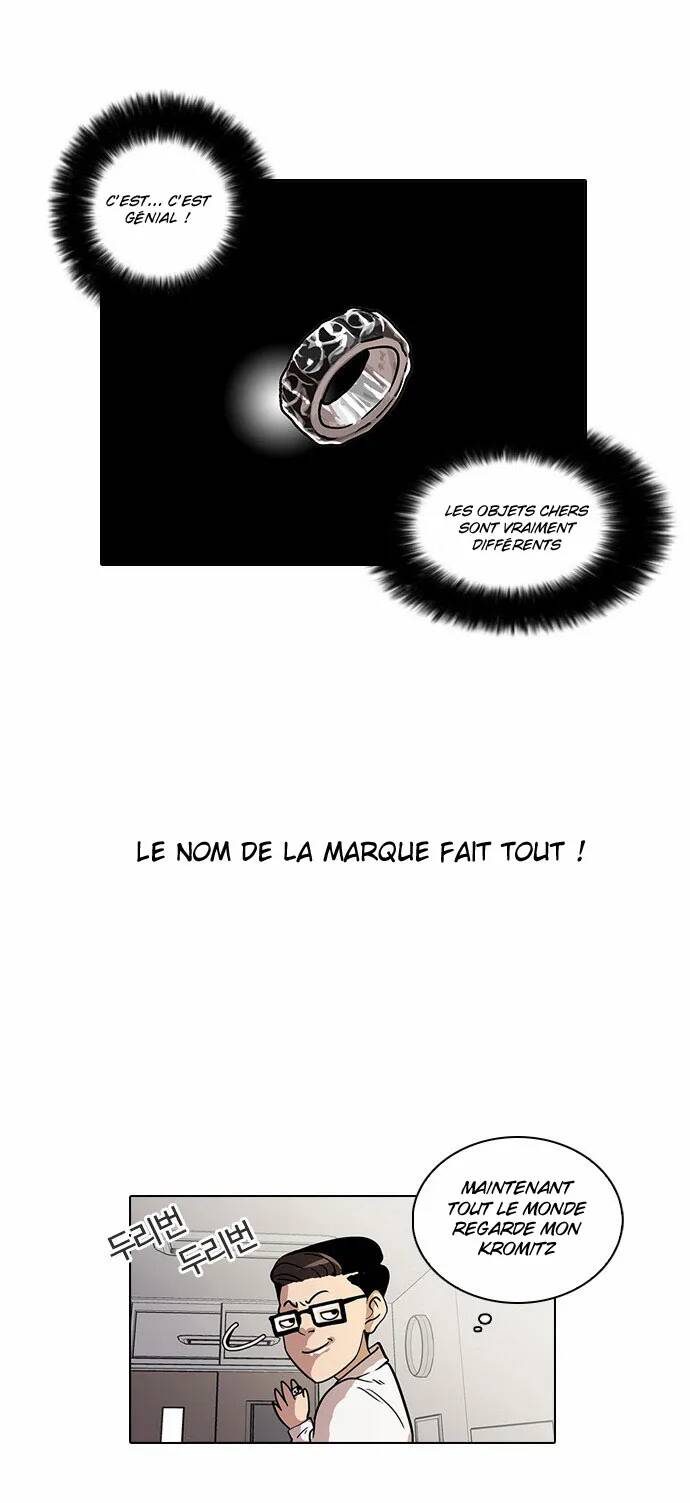 C'EST... C'EST
GÉNIAL !
LES OBJETS CHERS
SONT VRAIMENT
DIFFÉRENTS
LE NOM DE LA MARQUE FAIT TOUT !
MAINTENANT
TOUT LE MONDE
REGARDE MON
KROMITZ
두리번
두리번